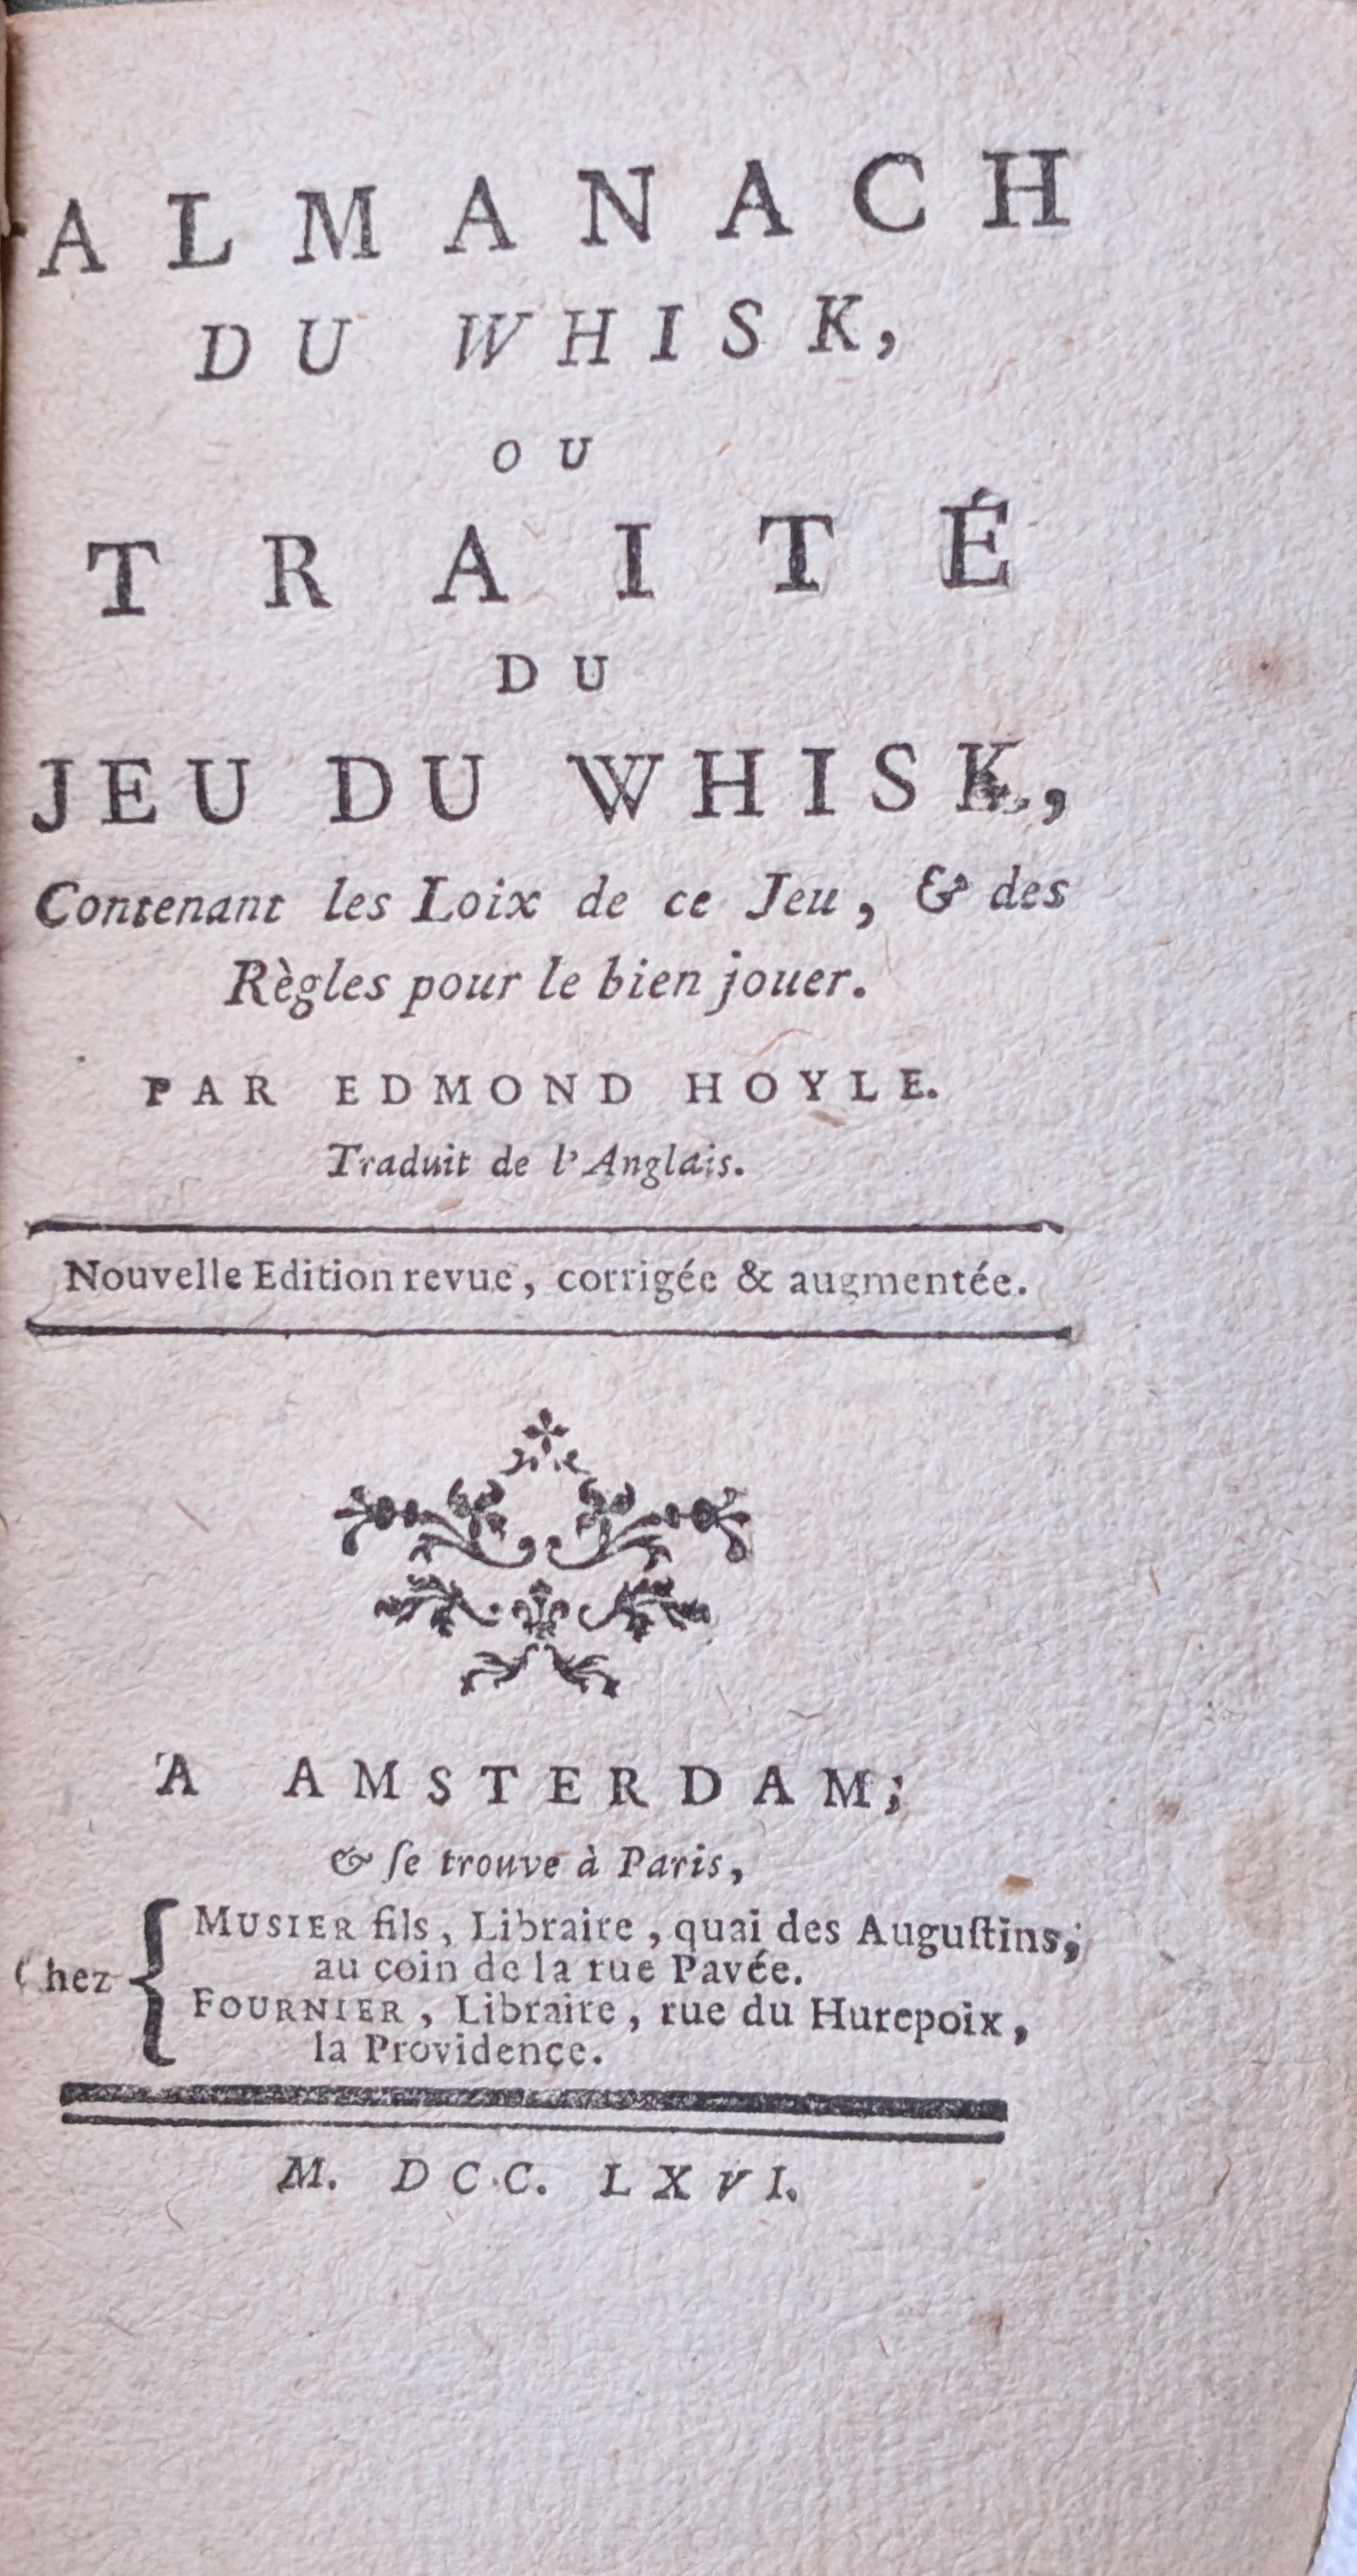 ALMANACH
DU WHISK,
OU
TRAITÉ
DU
JEU DU WHISK,
Contenant les Loix de ce Jeu, & des
Règles pour le bien jouer.
PAR EDMOND HOYLE.
Traduit de l'Anglais.
Nouvelle Edition revue, corrigée & augmentée.
A AMSTERDAM;
& ſe trouve à Paris,
Chez
MUSIER fils, Libraire, quai des Auguſtins,
au coin de la rue Pavée.
FOURNIER, Libraire, rue du Hurepoix,
la Providence.
M. DCC. LXVI.